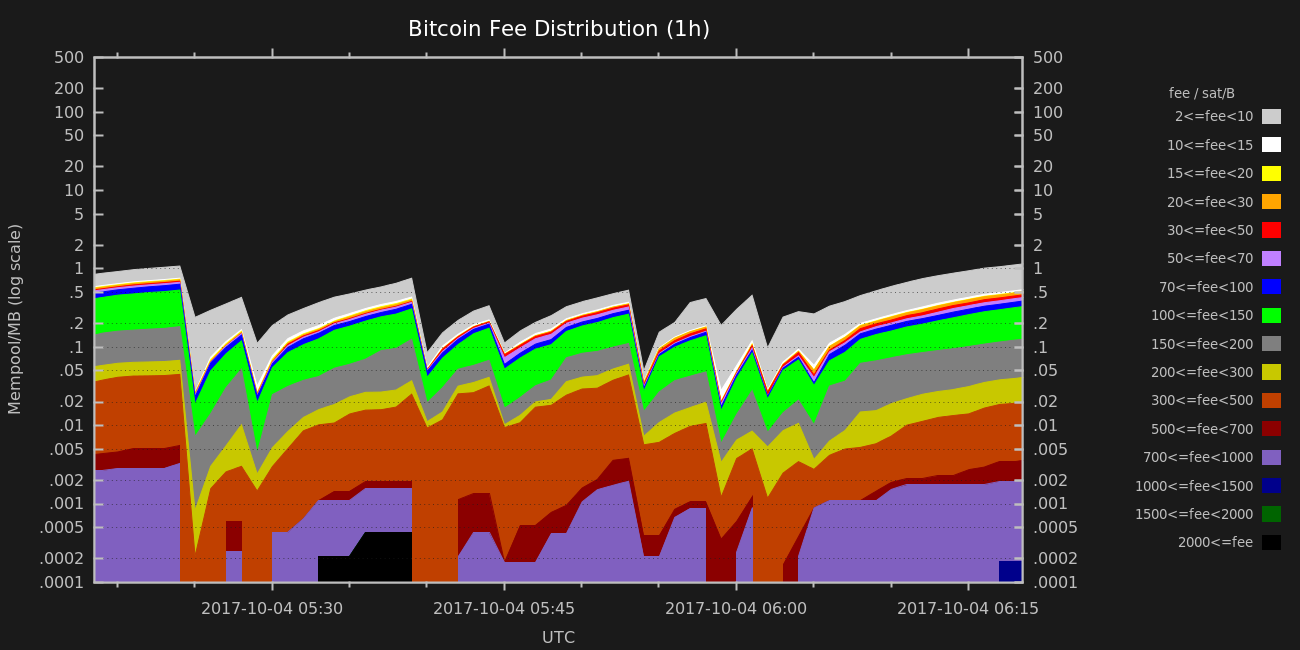 Bitcoin Fee Distribution (1h)
500 500
200 200
100 100
50 50
20 20
10 10
5 5
2 2
1 1
.5 .5
.2 .2
.1 .1
.05 .05
.02 .02
.01 .01
.005 .005
.002 .002
.001 .001
.0005 .0005
.0002 .0002
.0001 .0001
Mempool/MB (log scale)
2017-10-04 05:30 2017-10-04 05:45 2017-10-04 06:00 2017-10-04 06:15
UTC
fee / sat/B
2<=fee<10
10<=fee<15
15<=fee<20
20<=fee<30
30<=fee<50
50<=fee<70
70<=fee<100
100<=fee<150
150<=fee<200
200<=fee<300
300<=fee<500
500<=fee<700
700<=fee<1000
1000<=fee<1500
1500<=fee<2000
2000<=fee